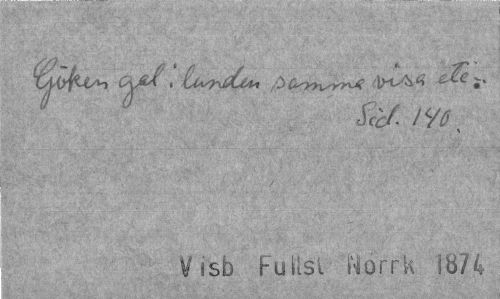 Göken gal i lunden samma visa etc:.
Sid. 140.
Visb Fullst Norrk 1874